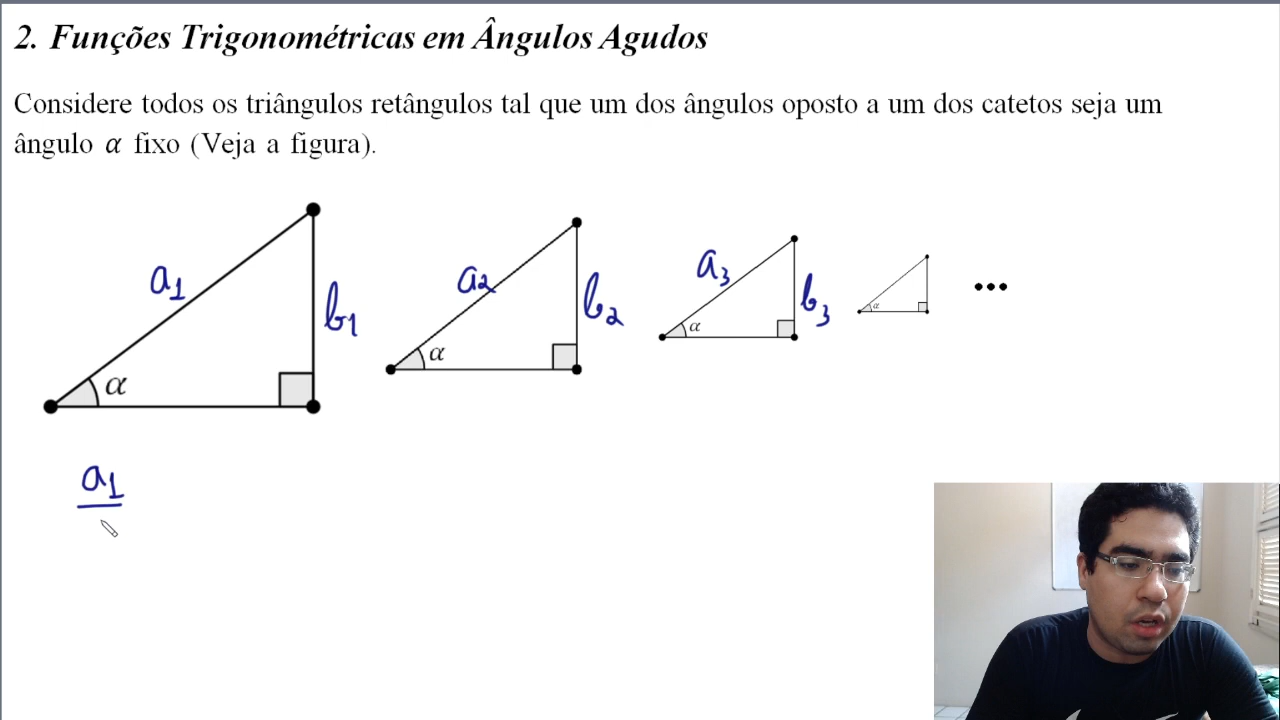 2. Funções Trigonométricas em Ângulos Agudos
Considere todos os triângulos retângulos tal que um dos ângulos oposto a um dos catetos seja um
ângulo α fixo (Veja a figura).
a₁
b₁
α
a₂
b₂
α
a₃
b₃
α
α
...
a₁